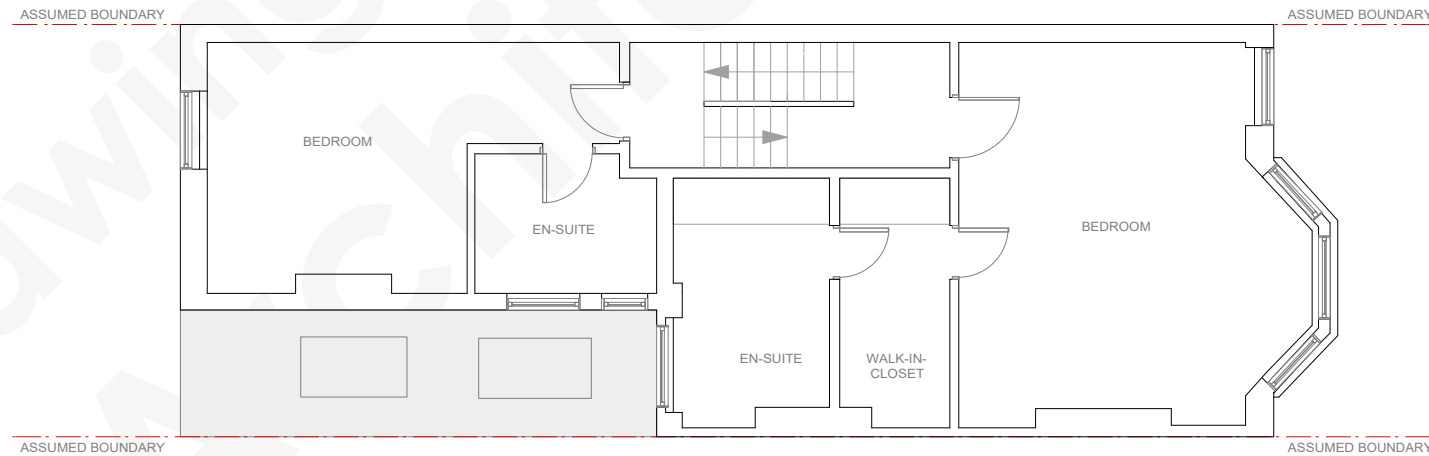 ASSUMED BOUNDARY
ASSUMED BOUNDARY
BEDROOM
BEDROOM
EN-SUITE
EN-SUITE
WALK-IN-
CLOSET
ASSUMED BOUNDARY
ASSUMED BOUNDARY